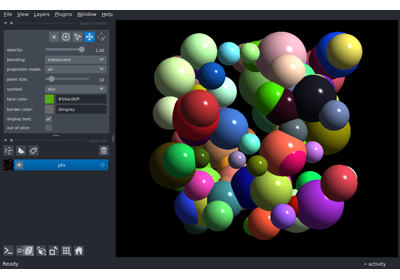 File View Layers Plugins Window Help
opacity: 1.00
blending: translucent
projection mode: all
point size: 10
symbol: disc
face color: #54ac0bff
border color: dimgrey
display text:
out of slice:
pts
Ready
activity